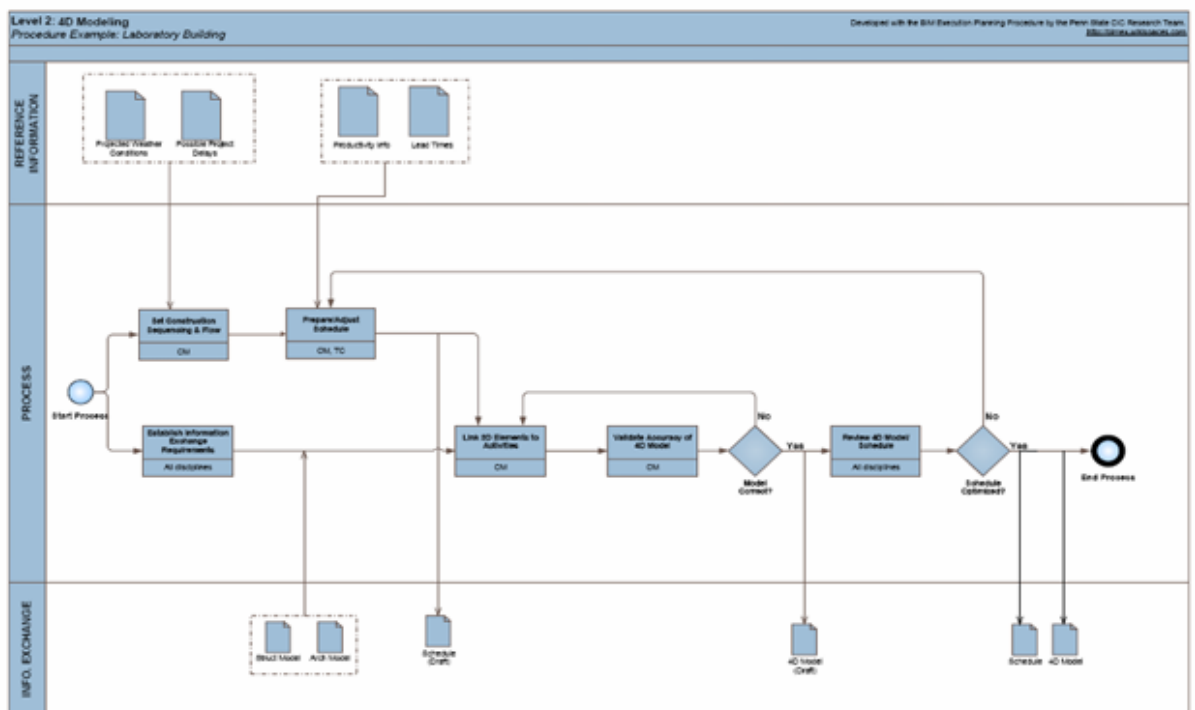 Level 2: 4D Modeling
Procedure Example: Laboratory Building
Developed with the BIM Execution Planning Procedure by the Penn State CIC Research Team.
http://bimex.wikispaces.com
REFERENCE
INFORMATION
Projected Weather
Conditions
Possible Project
Delays
Productivity Info
Lead Times
PROCESS
Start Process
Set Construction
Sequencing & Flow
CM
Prepare/Adjust
Schedule
CM, TC
Establish Information
Exchange
Requirements
All disciplines
Link 3D Elements to
Activities
CM
Validate Accuracy of
4D Model
CM
No
Yes
Model
Correct?
Review 4D Model/
Schedule
All disciplines
No
Yes
Schedule
Optimized?
End Process
INFO. EXCHANGE
Struct Model
Arch Model
Schedule
(Draft)
4D Model
(Draft)
Schedule
4D Model